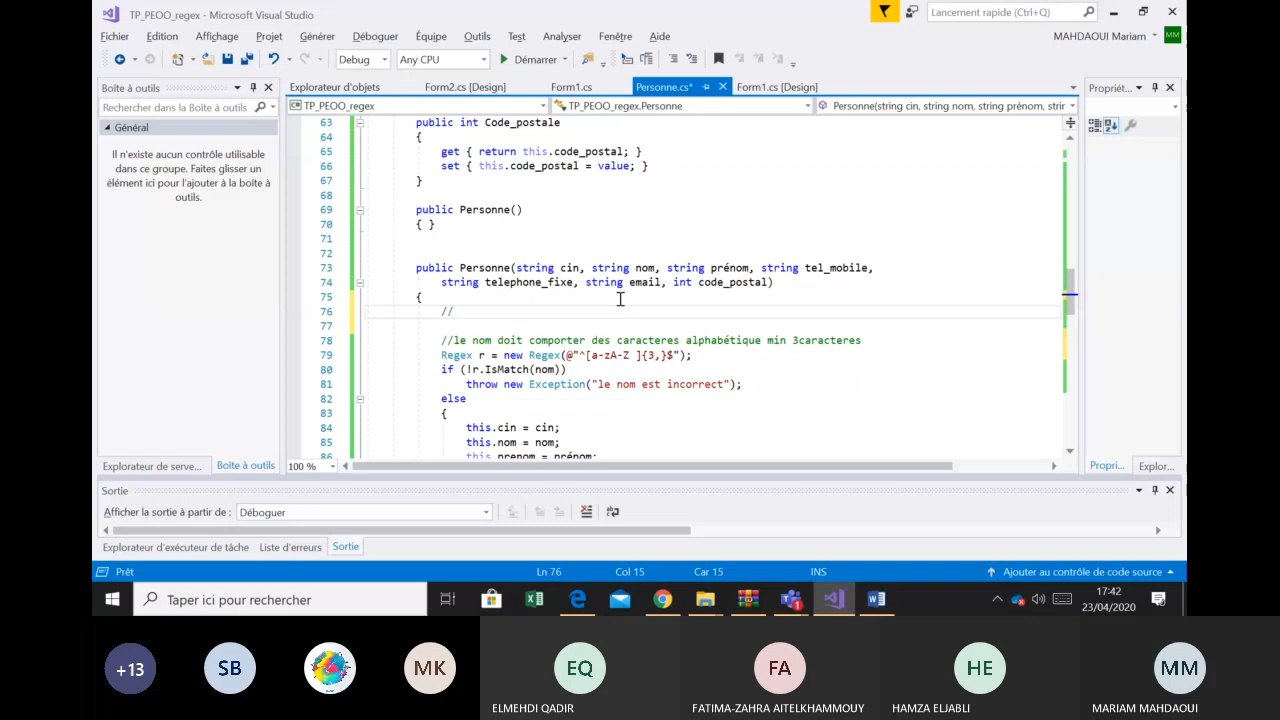 TP_PEOO_regex - Microsoft Visual Studio
Lancement rapide (Ctrl+Q)
Fichier Edition Affichage Projet Générer Déboguer Équipe Outils Test Analyser Fenêtre Aide
MAHDAOUI Mariam MM
Debug Any CPU Démarrer
Boîte à outils
Explorateur d'objets Form2.cs [Design] Form1.cs Personne.cs* Form1.cs [Design]
Propriét...
Rechercher dans la Boîte à outils
TP_PEOO_regex TP_PEOO_regex.Personne Personne(string cin, string nom, string prénom, strir
Général
Il n'existe aucun contrôle utilisable
dans ce groupe. Faites glisser un
élément ici pour l'ajouter à la boîte à
outils.
63 public int Code_postale
64 {
65 get { return this.code_postal; }
66 set { this.code_postal = value; }
67 }
68
69 public Personne()
70 { }
71
72
73 public Personne(string cin, string nom, string prénom, string tel_mobile,
74 string telephone_fixe, string email, int code_postal)
75 {
76 //
77
78 //le nom doit comporter des caracteres alphabétique min 3caracteres
79 Regex r = new Regex(@"^[a-zA-Z ]{3,}$");
80 if (!r.IsMatch(nom))
81 throw new Exception("le nom est incorrect");
82 else
83 {
84 this.cin = cin;
85 this.nom = nom;
86 this.prenom = prénom;
Explorateur de serve... Boîte à outils
100 %
Propri... Explor...
Sortie
Afficher la sortie à partir de : Déboguer
Explorateur d'exécuteur de tâche Liste d'erreurs Sortie
Prêt Ln 76 Col 15 Car 15 INS Ajouter au contrôle de code source
Taper ici pour rechercher
17:42
23/04/2020
+13 SB MK EQ FA HE MM
ELMEHDI QADIR FATIMA-ZAHRA AITELKHAMMOUY HAMZA ELJABLI MARIAM MAHDAOUI